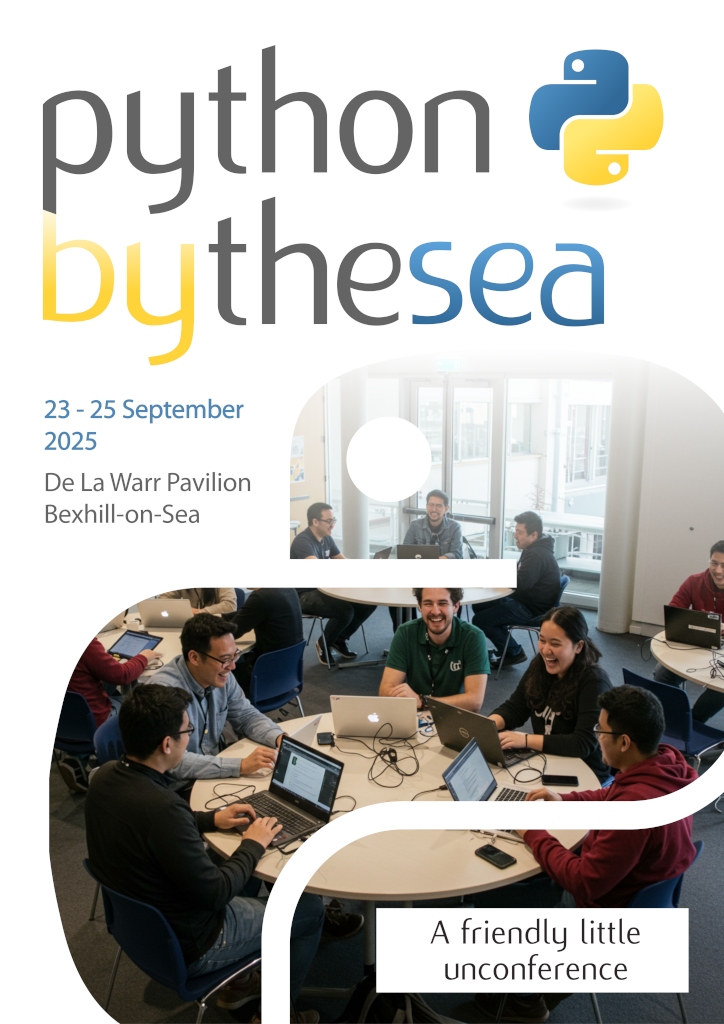 python
bythesea
23 - 25 September
2025
De La Warr Pavilion
Bexhill-on-Sea
A friendly little
unconference